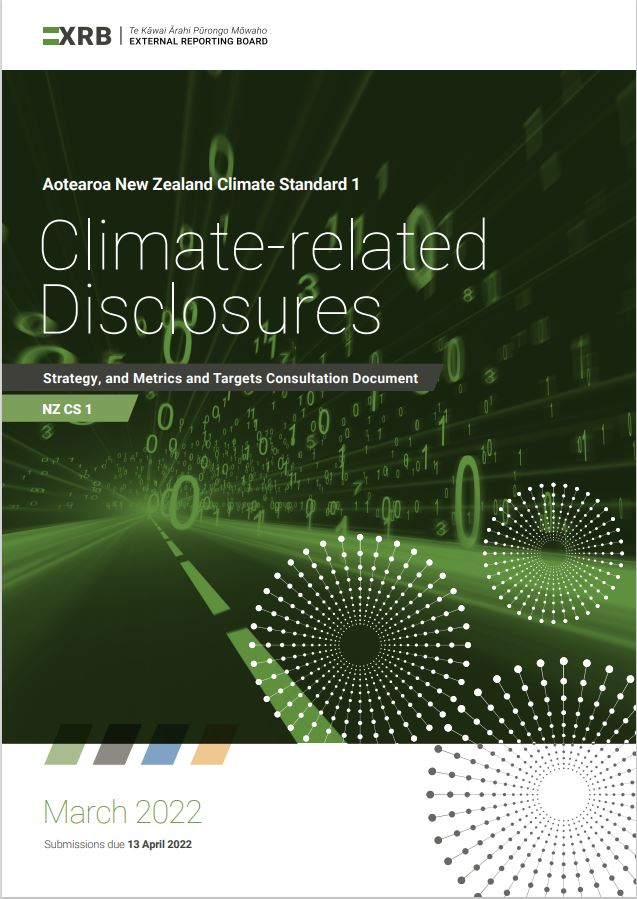 XRB
Te Kāwai Ārahi Pūrongo Mōwaho
EXTERNAL REPORTING BOARD
Aotearoa New Zealand Climate Standard 1
Climate-related
Disclosures
Strategy, and Metrics and Targets Consultation Document
NZ CS 1
March 2022
Submissions due 13 April 2022